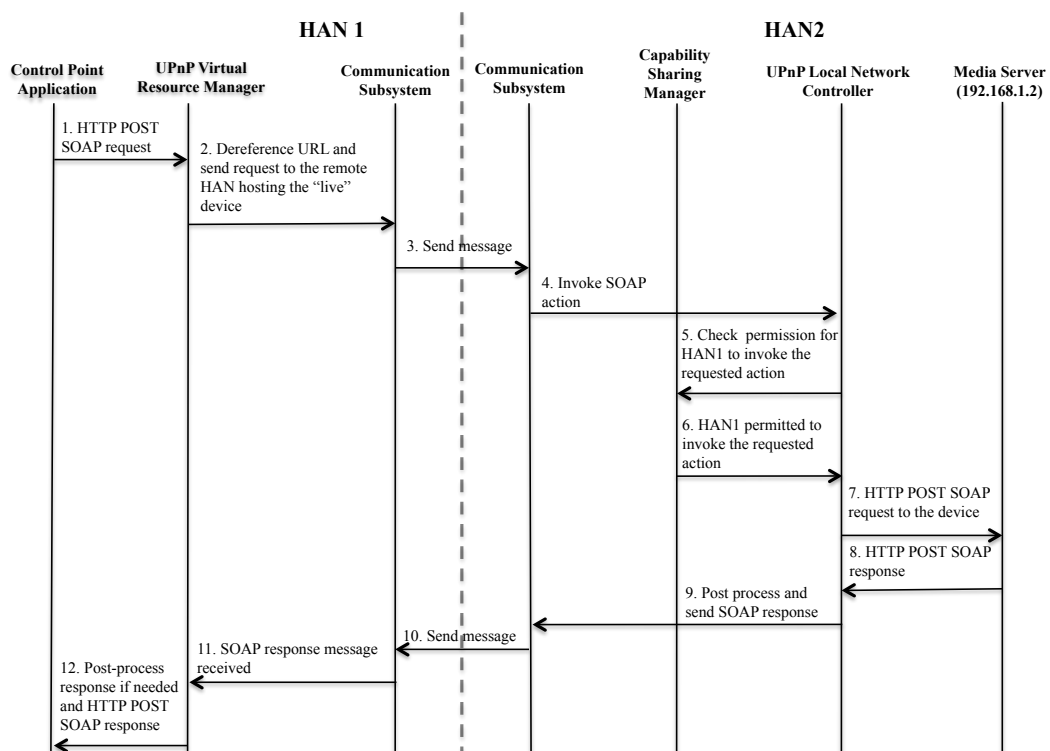 HAN 1
HAN2
Control Point
Application
UPnP Virtual
Resource Manager
Communication
Subsystem
Communication
Subsystem
Capability
Sharing
Manager
UPnP Local Network
Controller
Media Server
(192.168.1.2)
1. HTTP POST
SOAP request
2. Dereference URL and
send request to the remote
HAN hosting the “live”
device
3. Send message
4. Invoke SOAP
action
5. Check permission for
HAN1 to invoke the
requested action
6. HAN1 permitted to
invoke the requested
action
7. HTTP POST SOAP
request to the device
8. HTTP POST SOAP
response
9. Post process and
send SOAP response
10. Send message
11. SOAP response message
received
12. Post-process
response if needed
and HTTP POST
SOAP response